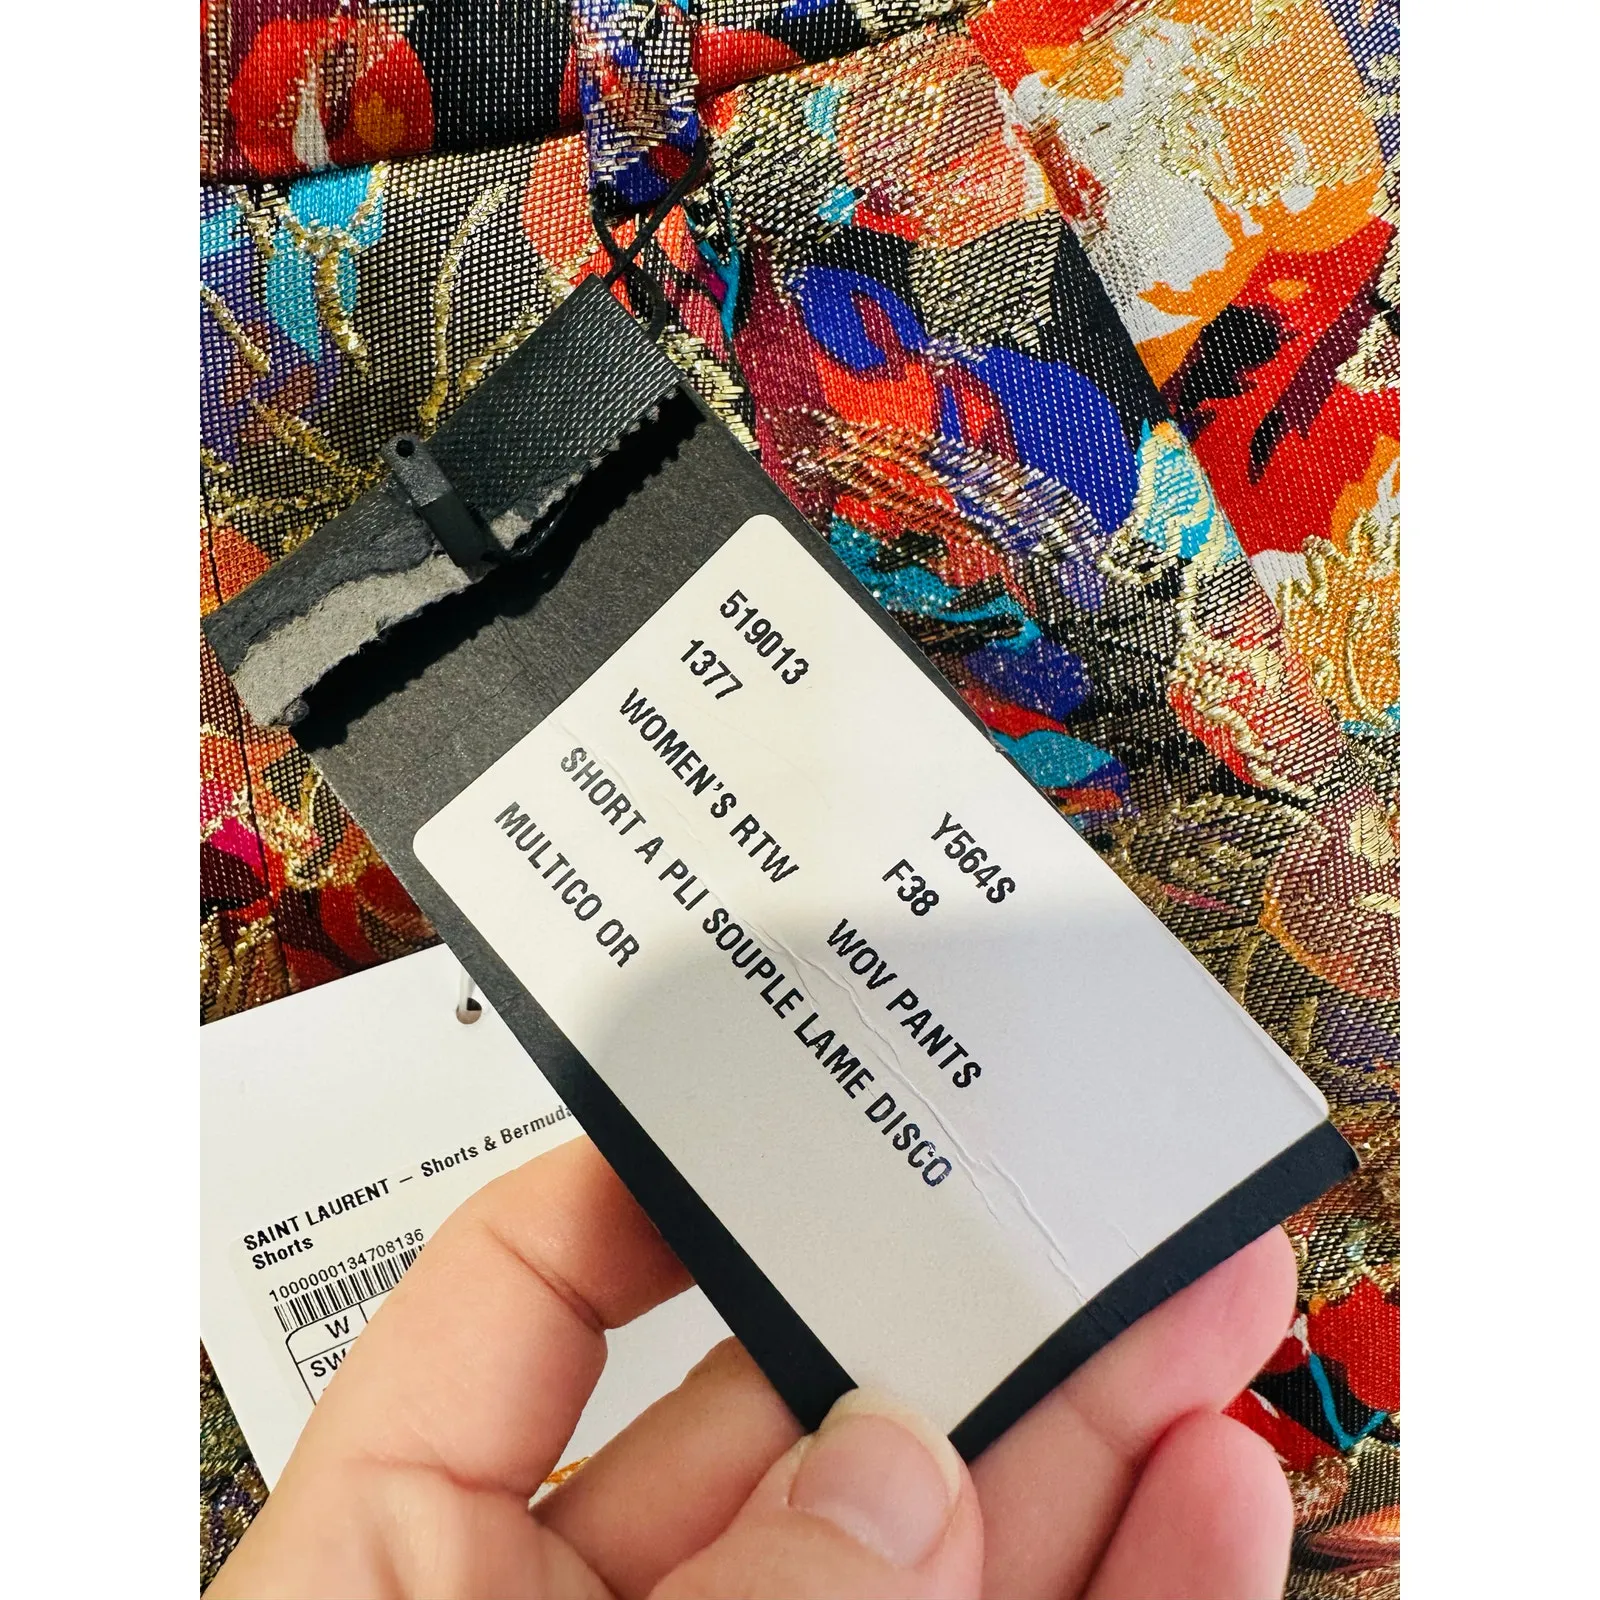 519013 Y564S
1377 F38
WOMEN'S RTW WOV PANTS
SHORT A PLI SOUPLE LAME DISCO
MULTICO OR
SAINT LAURENT – Shorts & Bermuda
Shorts
1000000134708136
W
SW